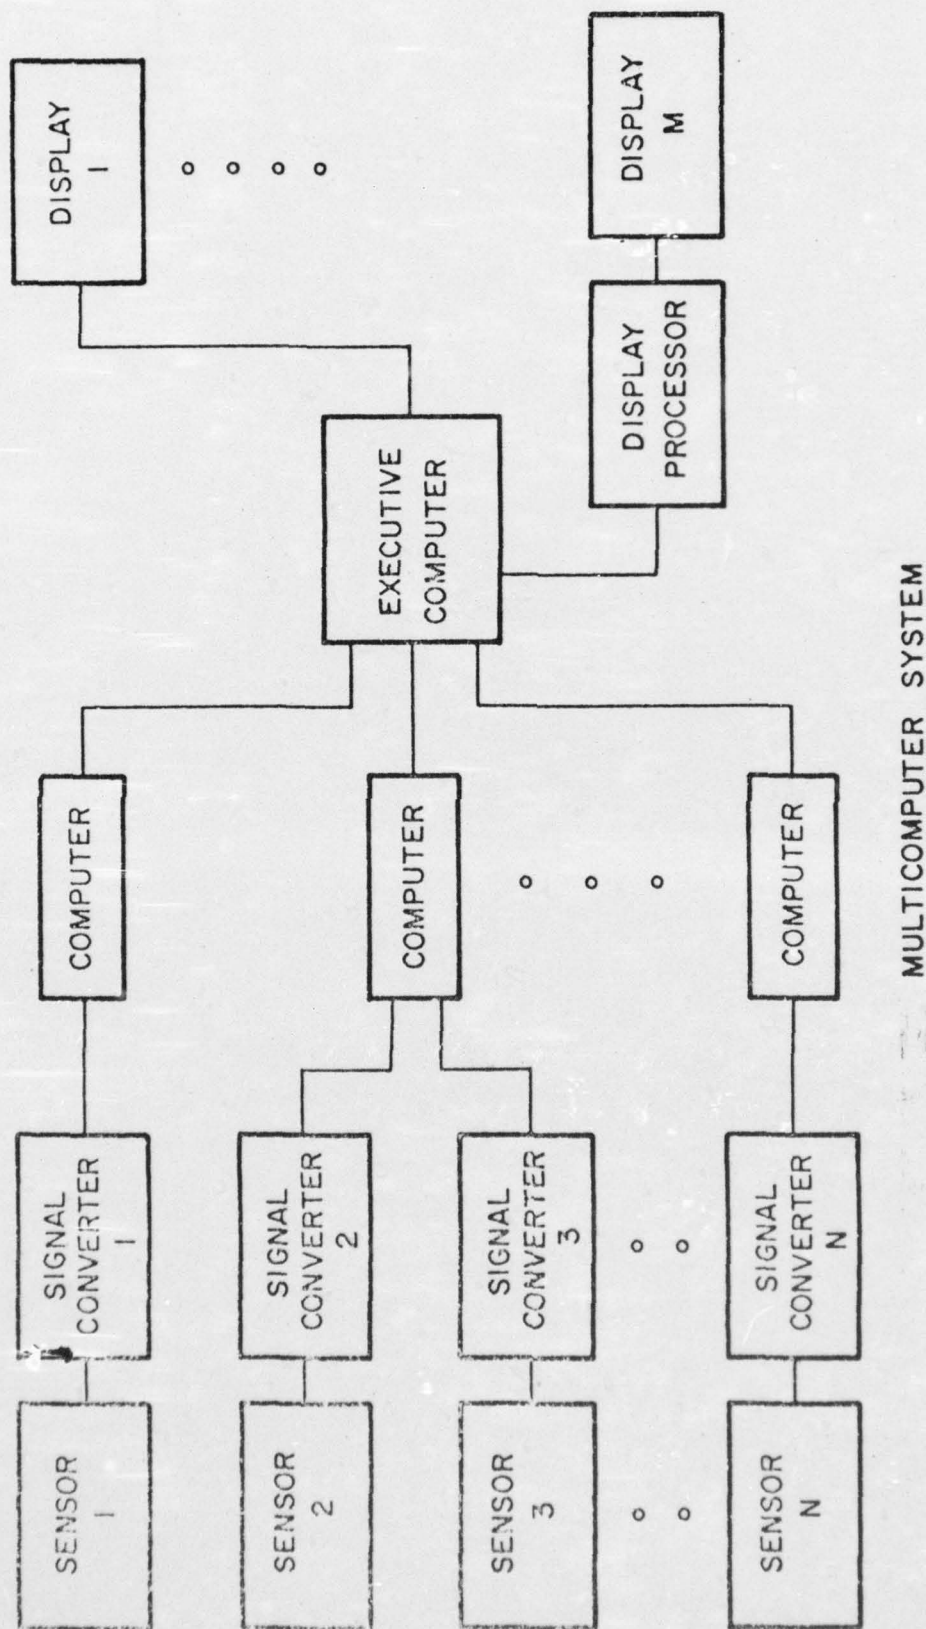 SENSOR
1
SIGNAL
CONVERTER
1
COMPUTER
SENSOR
2
SIGNAL
CONVERTER
2
SENSOR
3
SIGNAL
CONVERTER
3
COMPUTER
SENSOR
N
SIGNAL
CONVERTER
N
COMPUTER
EXECUTIVE
COMPUTER
DISPLAY
1
DISPLAY
PROCESSOR
DISPLAY
M
MULTICOMPUTER SYSTEM